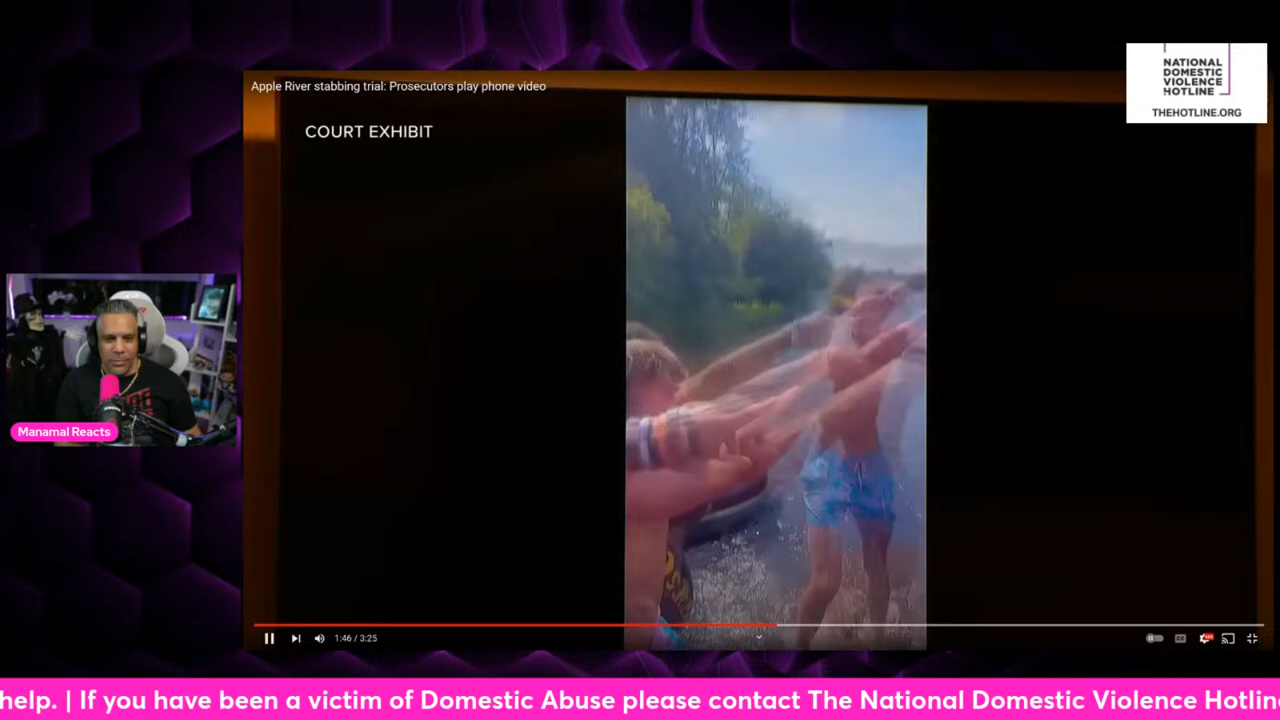 Apple River stabbing trial: Prosecutors play phone video
COURT EXHIBIT
NATIONAL
DOMESTIC
VIOLENCE
HOTLINE
THEHOTLINE.ORG
Manamal Reacts
1:46 / 3:25
help. | If you have been a victim of Domestic Abuse please contact The National Domestic Violence Hotlin